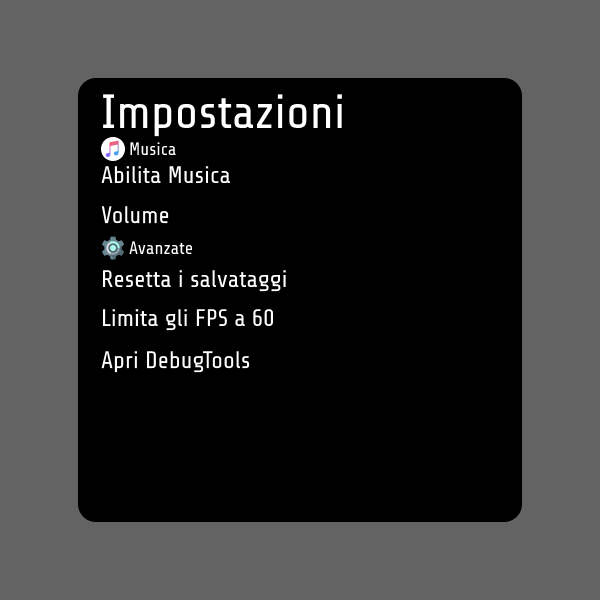 Impostazioni
Musica
Abilita Musica
Volume
Avanzate
Resetta i salvataggi
Limita gli FPS a 60
Apri DebugTools